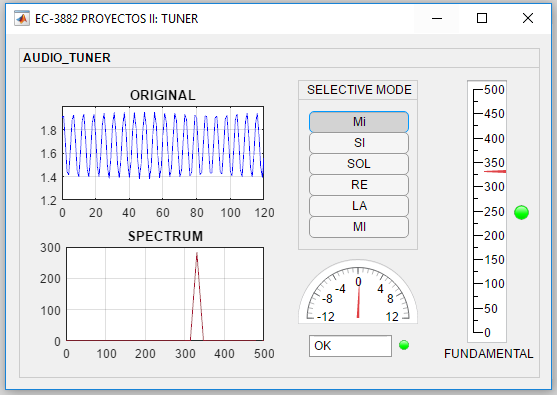 EC-3882 PROYECTOS II: TUNER
AUDIO_TUNER
ORIGINAL
1.8
1.6
1.4
1.2
0 20 40 60 80 100 120
SPECTRUM
300
200
100
0
0 100 200 300 400 500
SELECTIVE MODE
Mi
SI
SOL
RE
LA
MI
-12 -8 -4 0 4 8 12
OK
500
450
400
350
300
250
200
150
100
50
0
FUNDAMENTAL